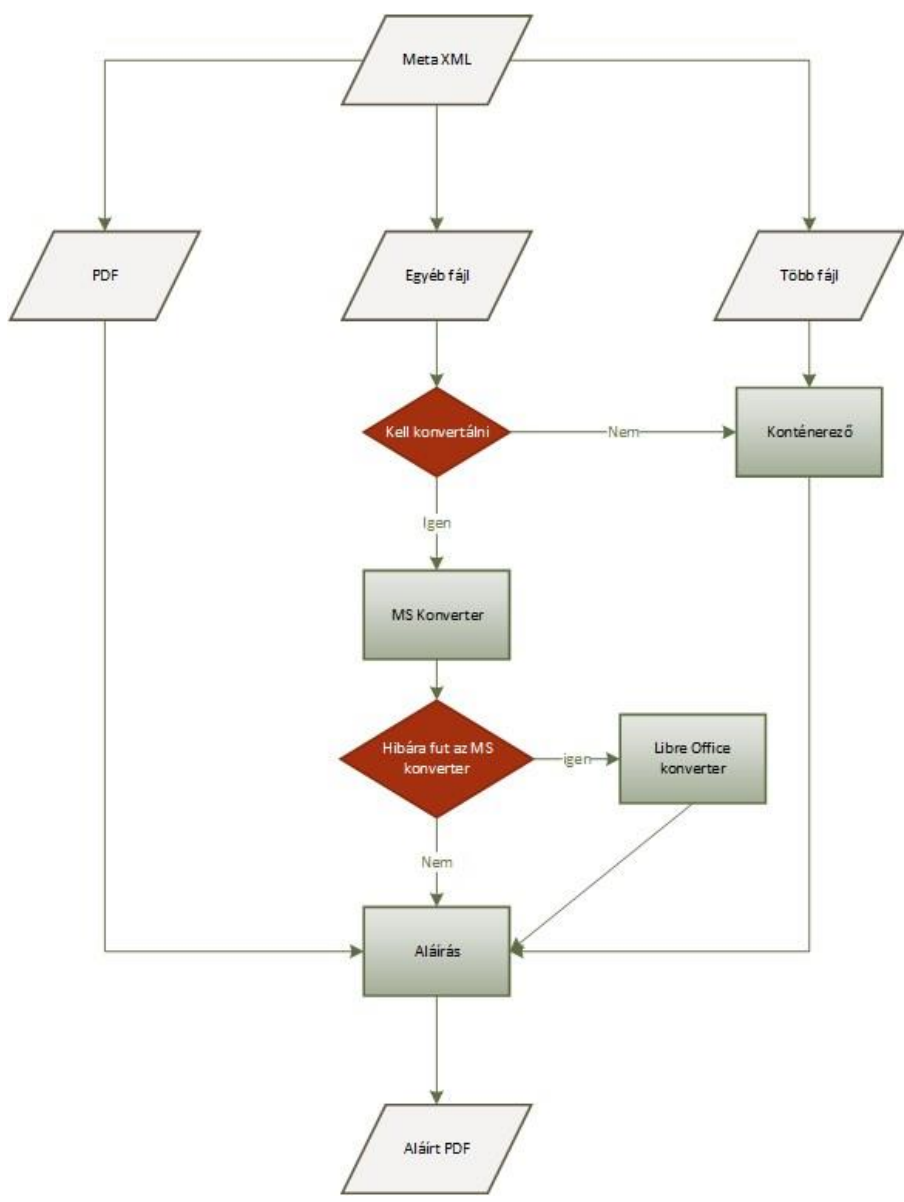 Meta XML
PDF
Egyéb fájl
Több fájl
Kell konvertálni
Nem
Konténerező
Igen
MS Konverter
Hibára fut az MS
konverter
igen
Libre Office
konverter
Nem
Aláírás
Aláírt PDF